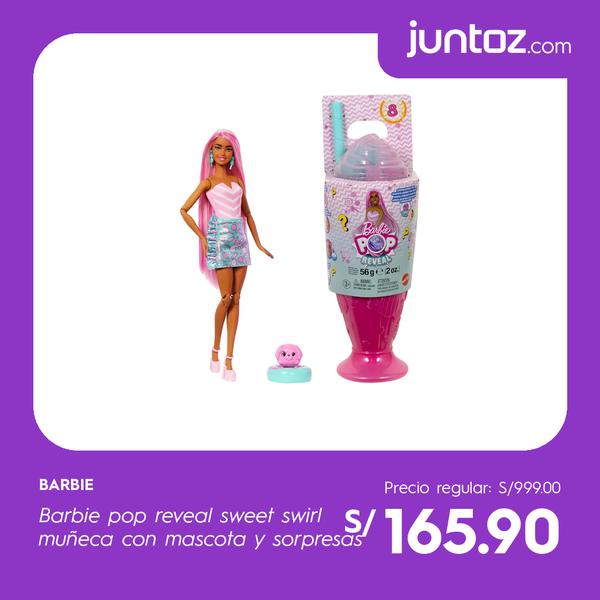 juntoz.com
8
Barbie
POP
REVEAL
56g e (2 oz.)
3+
BARBIE
Precio regular: S/999.00
Barbie pop reveal sweet swirl
muñeca con mascota y sorpresas
S/165.90